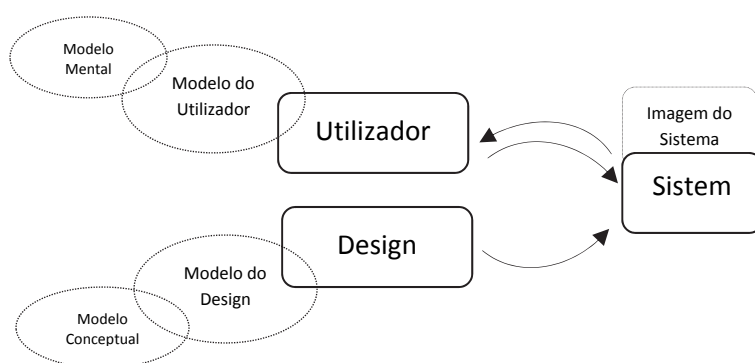 Modelo
Mental
Modelo do
Utilizador
Utilizador
Imagem do
Sistema
Sistem
Design
Modelo do
Design
Modelo
Conceptual